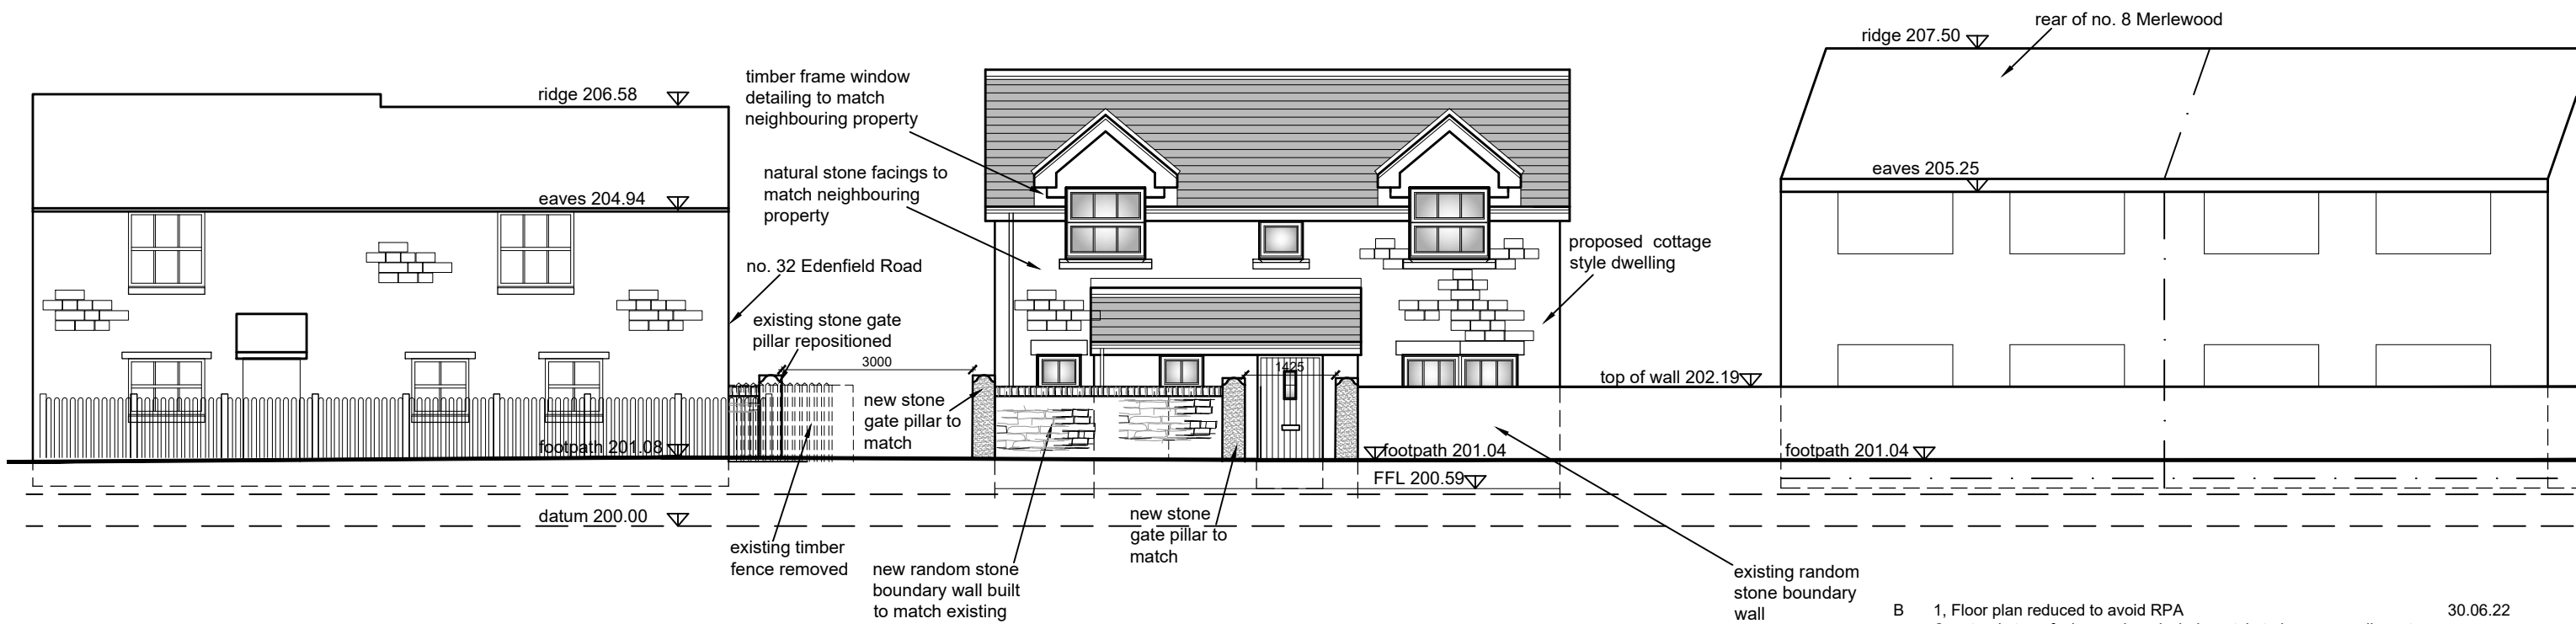 rear of no. 8 Merlewood
ridge 207.50
timber frame window
detailing to match
neighbouring property
ridge 206.58
natural stone facings to
match neighbouring
property
eaves 205.25
eaves 204.94
proposed cottage
style dwelling
no. 32 Edenfield Road
existing stone gate
pillar repositioned
3000
1425
top of wall 202.19
new stone
gate pillar to
match
footpath 201.08
footpath 201.04
footpath 201.04
FFL 200.59
datum 200.00
new stone
gate pillar to
match
existing timber
fence removed
new random stone
boundary wall built
to match existing
existing random
stone boundary
wall
B 1, Floor plan reduced to avoid RPA 30.06.22